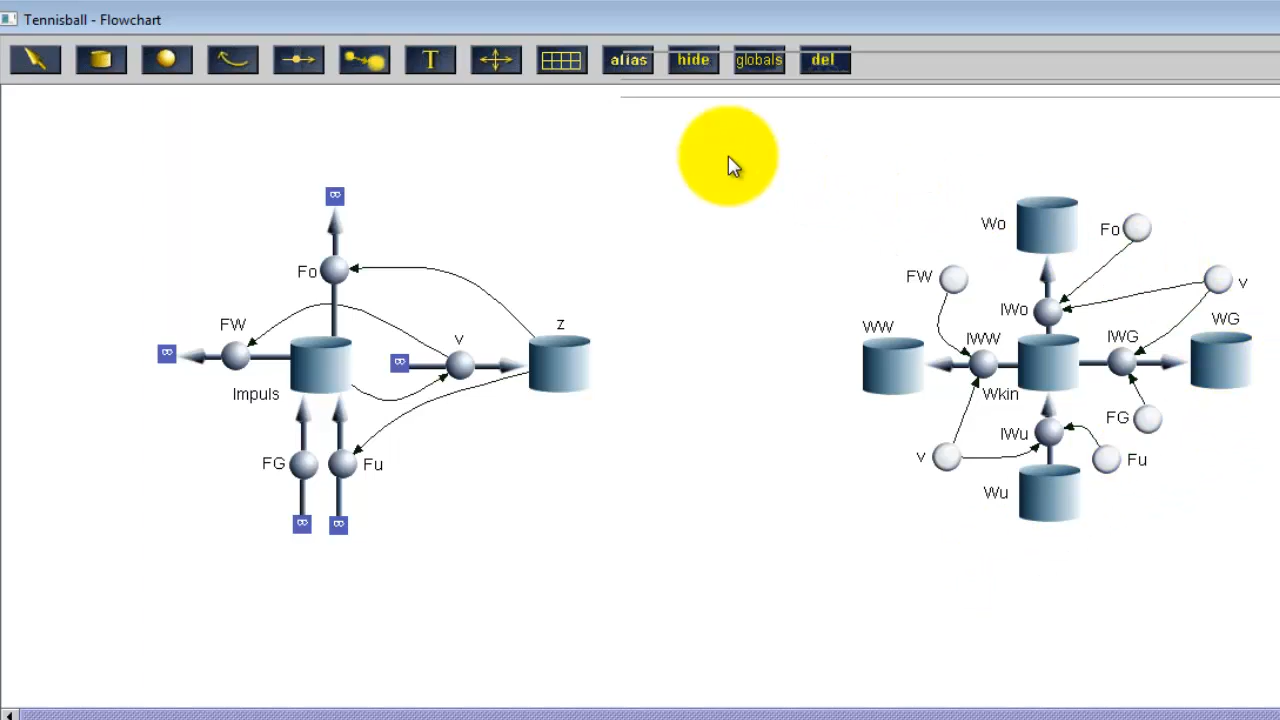 Tennisball - Flowchart
T
alias
hide
globals
del
∞
Fo
FW
∞
Impuls
∞
v
z
FG
Fu
∞
∞
Wo
Fo
FW
v
IWo
WW
IWW
IWG
WG
Wkin
FG
IWu
v
Fu
Wu